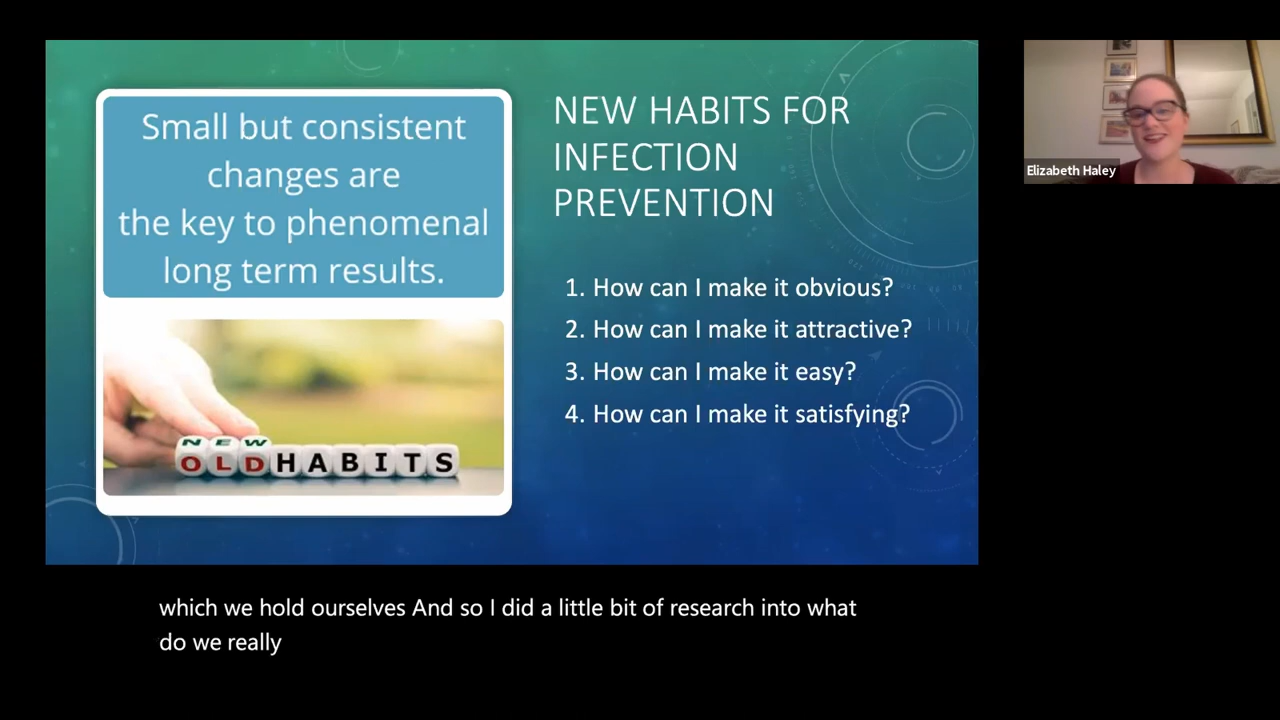 Small but consistent
changes are
the key to phenomenal
long term results.
NEW
OLDHABITS
NEW HABITS FOR
INFECTION
PREVENTION
1. How can I make it obvious?
2. How can I make it attractive?
3. How can I make it easy?
4. How can I make it satisfying?
Elizabeth Haley
which we hold ourselves And so I did a little bit of research into what
do we really